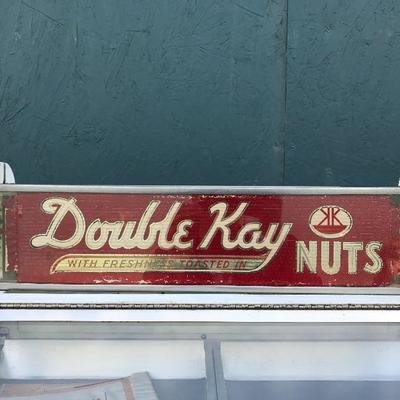 Double Kay
WITH FRESHNESS TOASTED IN
KK
NUTS